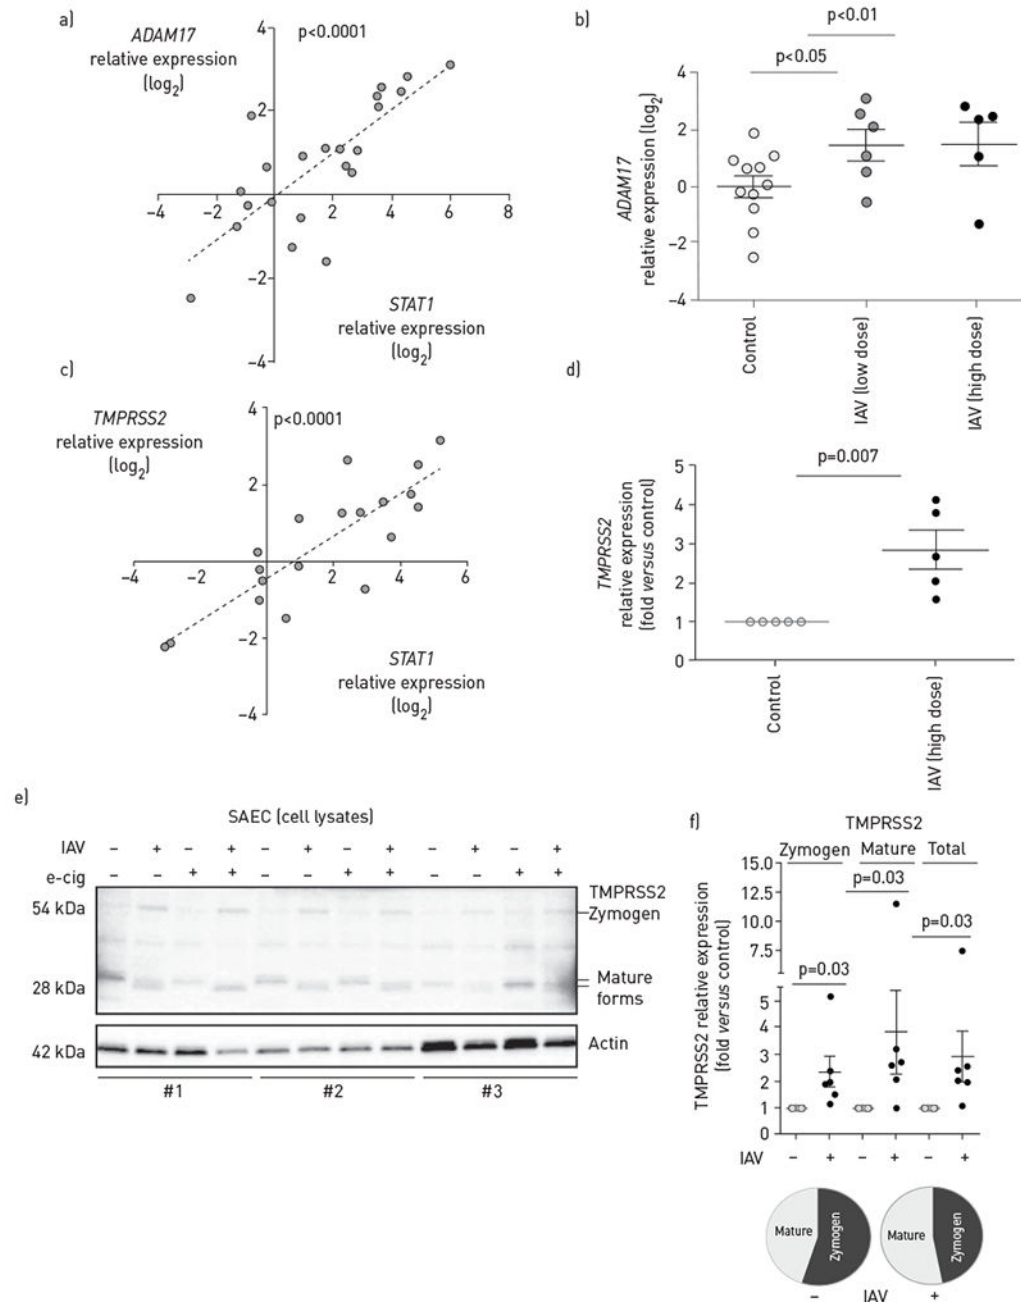 a)
ADAM17
relative expression
(log2)
p<0.0001
4
2
−4 −2 0 2 4 6 8
−2
−4
STAT1
relative expression
(log2)
b)
p<0.01
p<0.05
ADAM17
relative expression (log2)
4
2
0
−2
−4
Control
IAV (low dose)
IAV (high dose)
c)
TMPRSS2
relative expression
(log2)
p<0.0001
4
2
−4 −2 0 2 4 6
−2
−4
STAT1
relative expression
(log2)
d)
p=0.007
TMPRSS2
relative expression
(fold versus control)
5
4
3
2
1
0
Control
IAV (high dose)
e)
SAEC (cell lysates)
IAV − + − + − + − + − + − +
e-cig − − + + − − + + − − + +
54 kDa
28 kDa
42 kDa
TMPRSS2
Zymogen
Mature
forms
Actin
#1 #2 #3
f)
TMPRSS2
Zymogen Mature Total
TMPRSS2 relative expression
(fold versus control)
15.0
12.5
10.0
7.5
5
4
3
2
1
0
p=0.03
p=0.03
p=0.03
IAV − + − + − +
Mature Zymogen
Mature Zymogen
− IAV +